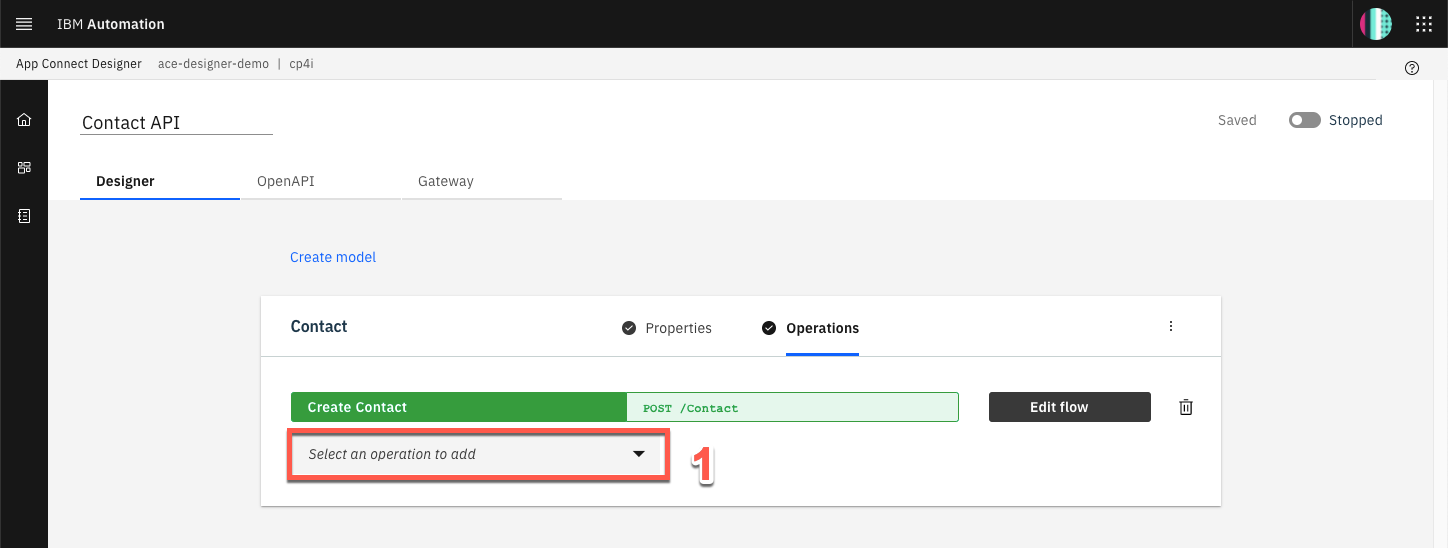 IBM Automation
App Connect Designer ace-designer-demo | cp4i
Contact API
Saved
Stopped
Designer
OpenAPI
Gateway
Create model
Contact
Properties
Operations
Create Contact
POST /Contact
Edit flow
Select an operation to add
1